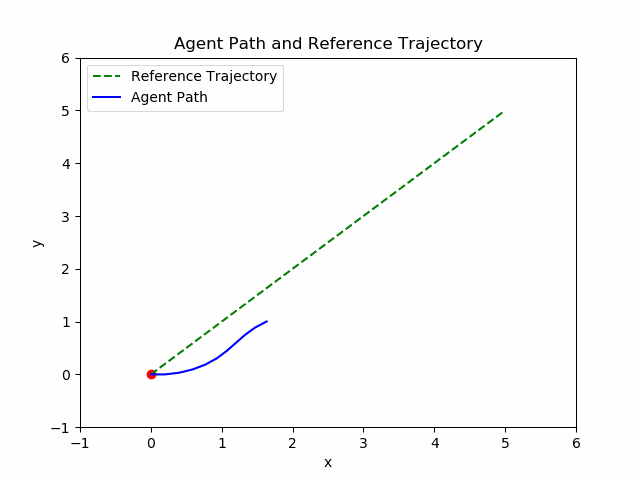 Agent Path and Reference Trajectory
6
Reference Trajectory
Agent Path
5
4
3
2
1
0
−1
y
−1 0 1 2 3 4 5 6
x